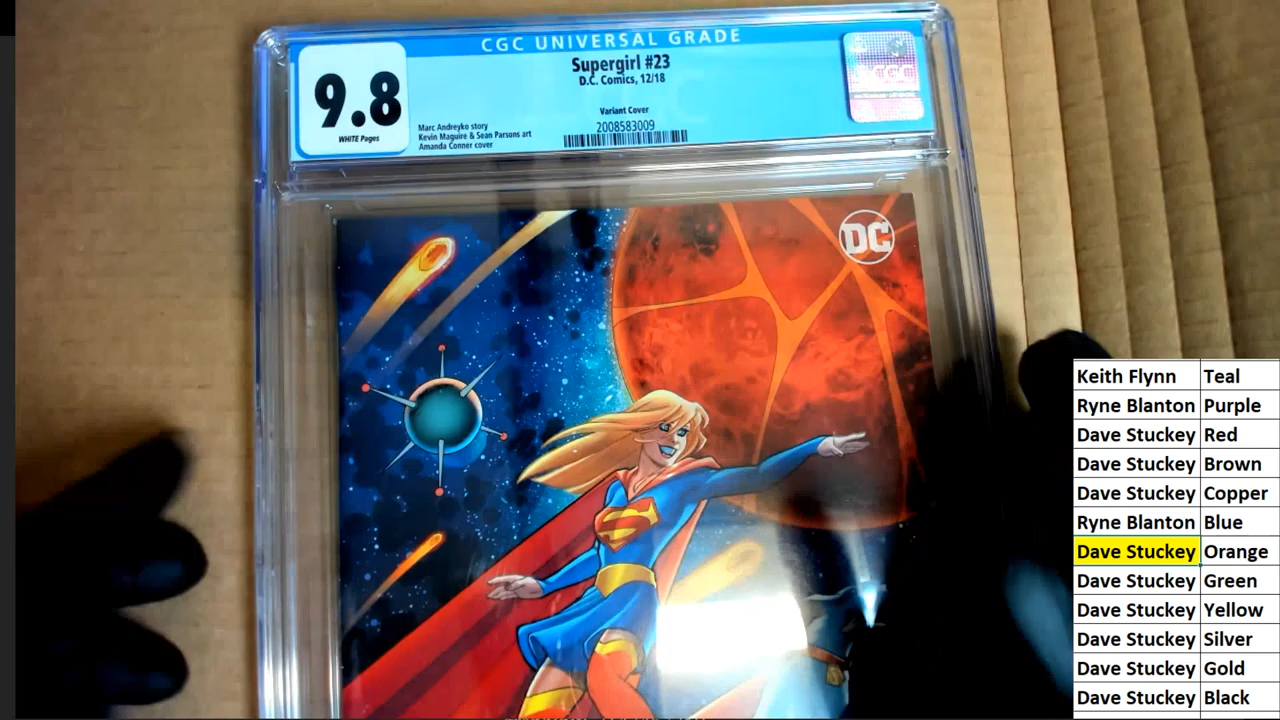 CGC UNIVERSAL GRADE
9.8
WHITE Pages
Supergirl #23
D.C. Comics, 12/18
Variant Cover
2008583009
Marc Andreyko story
Kevin Maguire & Sean Parsons art
Amanda Conner cover
DC
S
Keith Flynn Teal
Ryne Blanton Purple
Dave Stuckey Red
Dave Stuckey Brown
Dave Stuckey Copper
Ryne Blanton Blue
Dave Stuckey Orange
Dave Stuckey Green
Dave Stuckey Yellow
Dave Stuckey Silver
Dave Stuckey Gold
Dave Stuckey Black